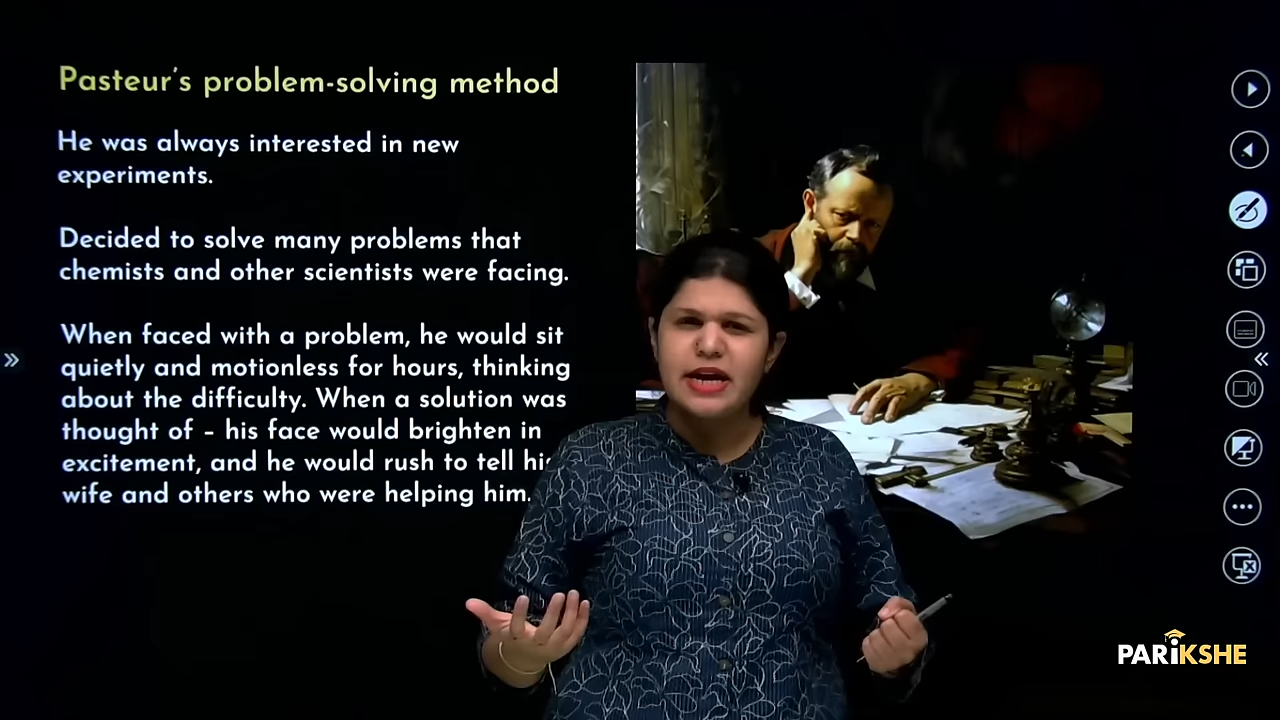 Pasteur's problem-solving method
He was always interested in new
experiments.
Decided to solve many problems that
chemists and other scientists were facing.
When faced with a problem, he would sit
quietly and motionless for hours, thinking
about the difficulty. When a solution was
thought of – his face would brighten in
excitement, and he would rush to tell his
wife and others who were helping him.
PARIKSHE